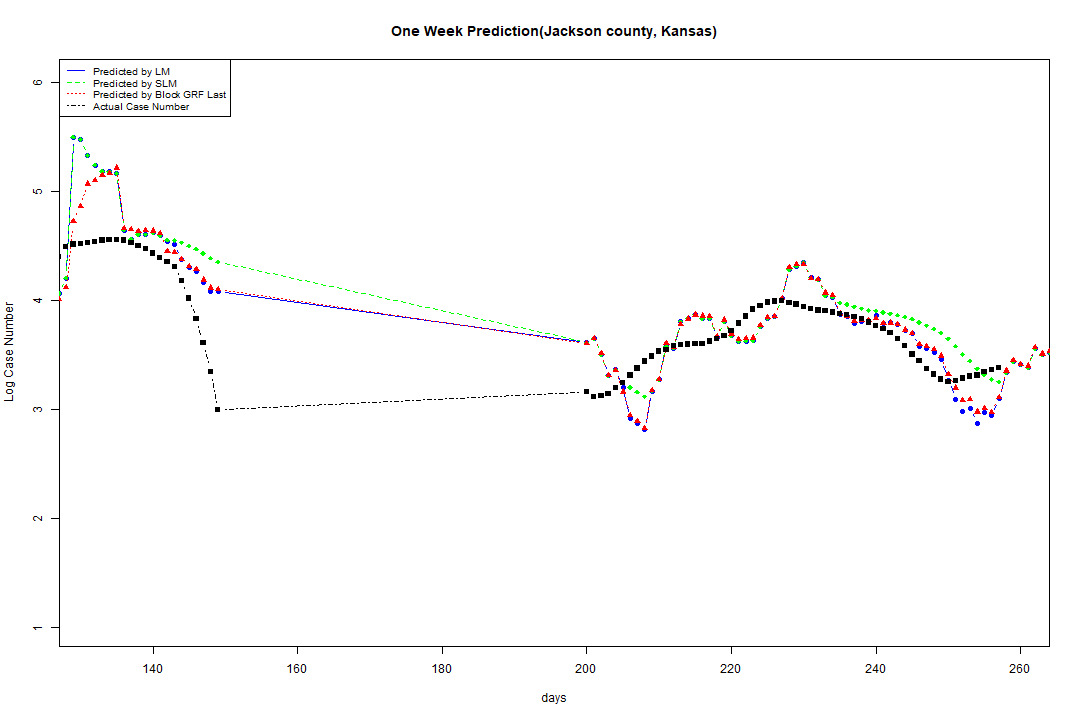 One Week Prediction(Jackson county, Kansas)
Predicted by LM
Predicted by SLM
Predicted by Block GRF Last
Actual Case Number
Log Case Number
6
5
4
3
2
1
140 160 180 200 220 240 260
days